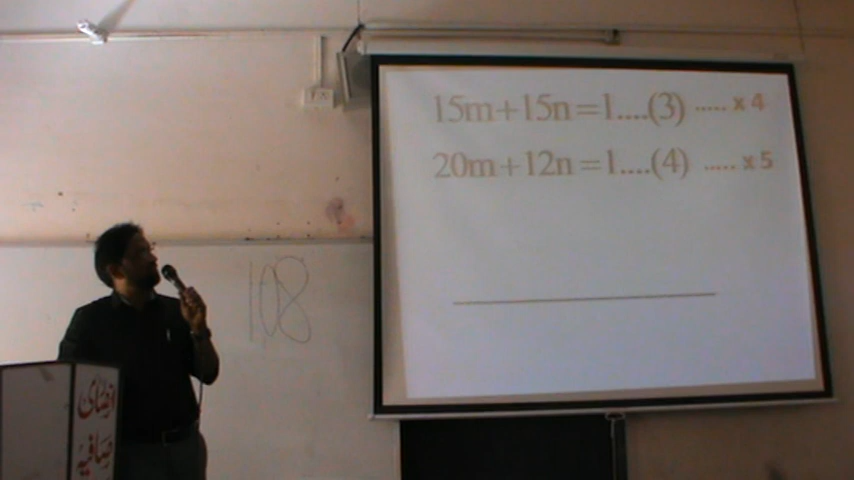 15m+15n=1....(3) ..... x 4
20m+12n=1....(4) ..... x 5
108